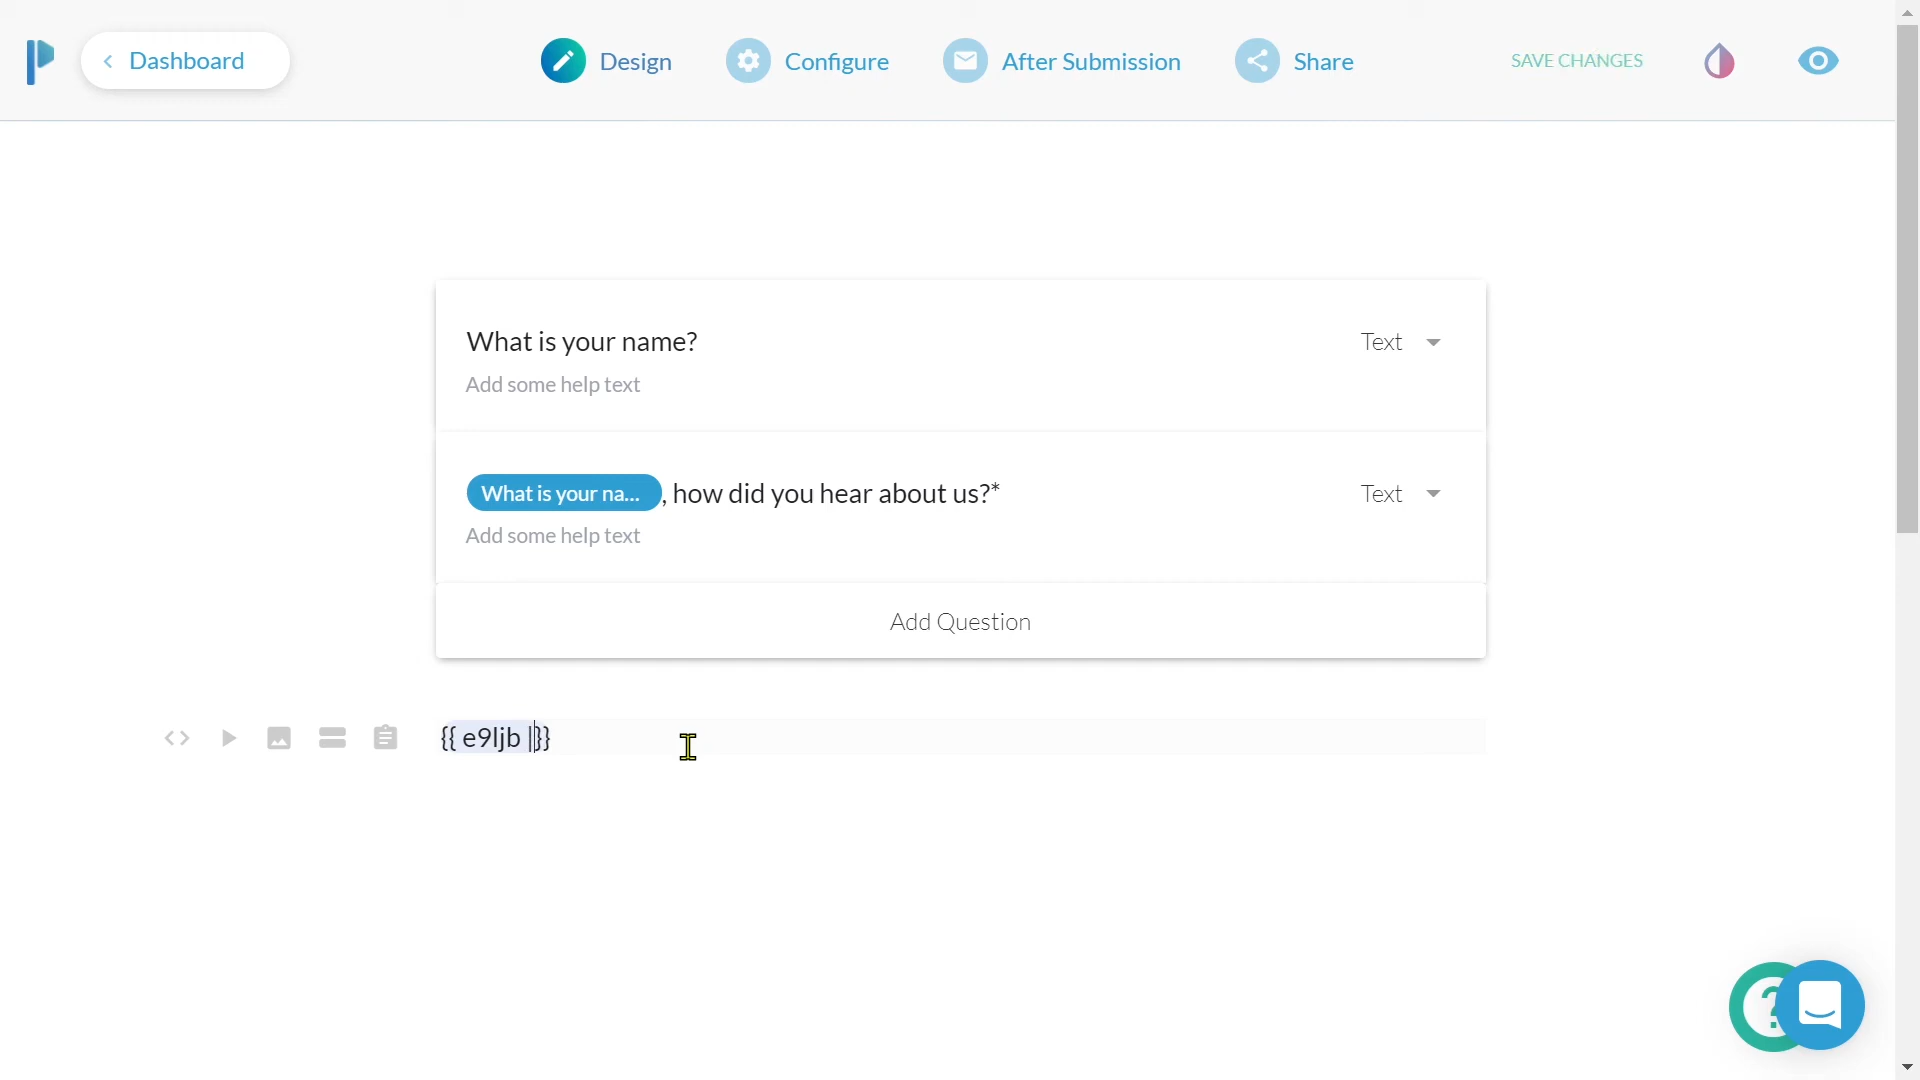 Dashboard
Design
Configure
After Submission
Share
SAVE CHANGES
What is your name?
Text
Add some help text
What is your na... , how did you hear about us?*
Text
Add some help text
Add Question
{{ e9ljb |}}
?